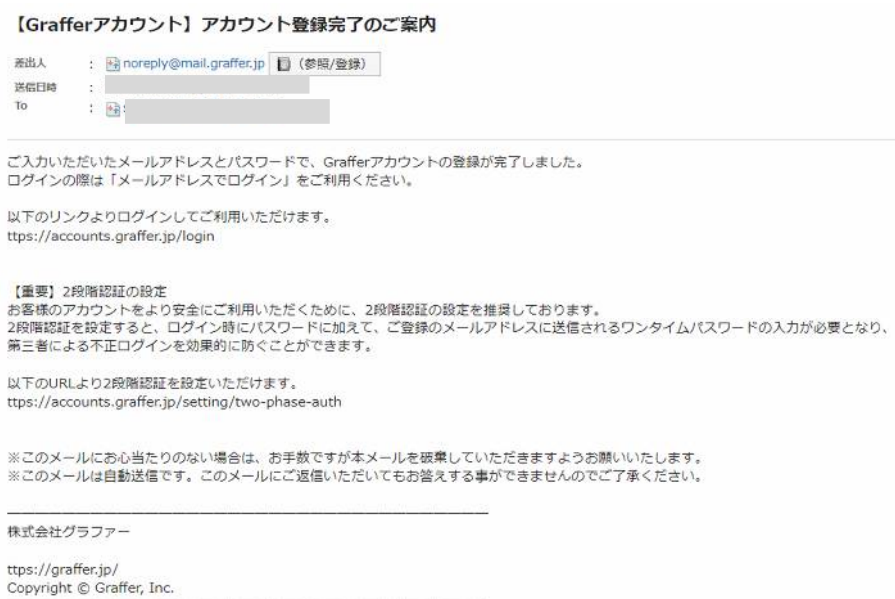 【Grafferアカウント】アカウント登録完了のご案内
差出人 : noreply@mail.graffer.jp (参照/登録)
送信日時 :
To :
ご入力いただいたメールアドレスとパスワードで、Grafferアカウントの登録が完了しました。
ログインの際は「メールアドレスでログイン」をご利用ください。
以下のリンクよりログインしてご利用いただけます。
ttps://accounts.graffer.jp/login
【重要】2段階認証の設定
お客様のアカウントをより安全にご利用いただくために、2段階認証の設定を推奨しております。
2段階認証を設定すると、ログイン時にパスワードに加えて、ご登録のメールアドレスに送信されるワンタイムパスワードの入力が必要となり、
第三者による不正ログインを効果的に防ぐことができます。
以下のURLより2段階認証を設定いただけます。
ttps://accounts.graffer.jp/setting/two-phase-auth
※このメールにお心当たりのない場合は、お手数ですが本メールを破棄していただきますようお願いいたします。
※このメールは自動送信です。このメールにご返信いただいてもお答えする事ができませんのでご了承ください。
株式会社グラファー
ttps://graffer.jp/
Copyright © Graffer, Inc.